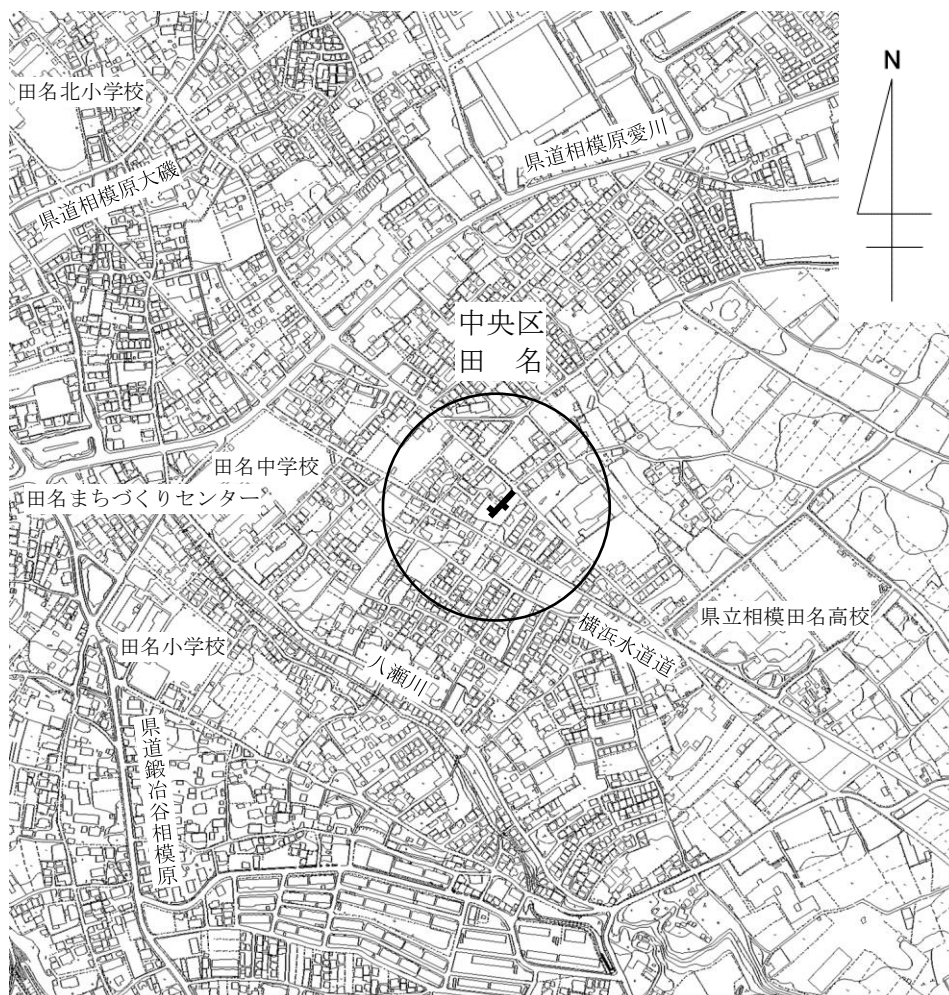 田名北小学校
N
県道相模原愛川
県道相模原大磯
中央区
田　名
田名中学校
田名まちづくりセンター
県立相模田名高校
横浜水道道
田名小学校
八瀬川
県道鍛冶谷相模原